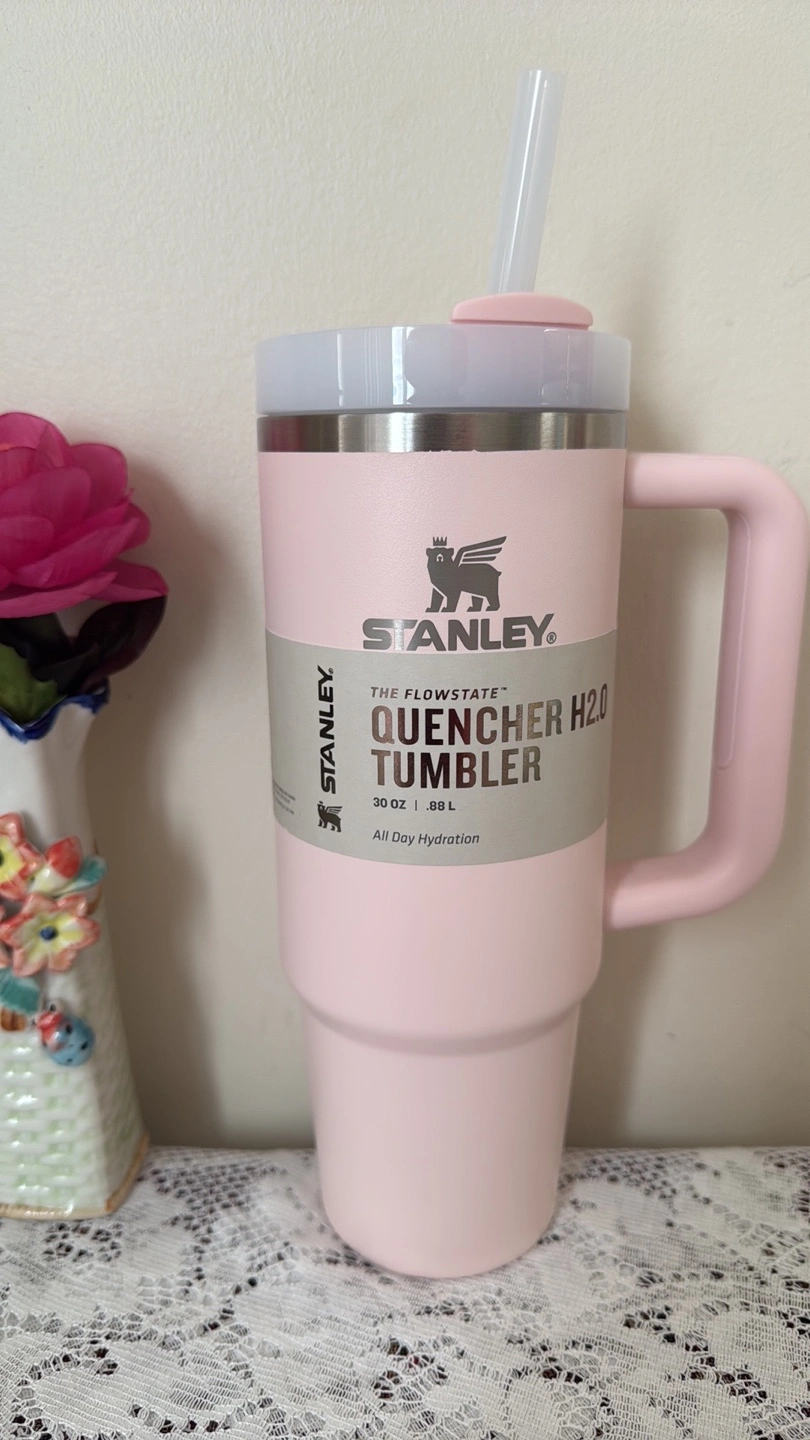 STANLEY®
STANLEY®
THE FLOWSTATE™
QUENCHER H2.0
TUMBLER
30 OZ | .88 L
All Day Hydration